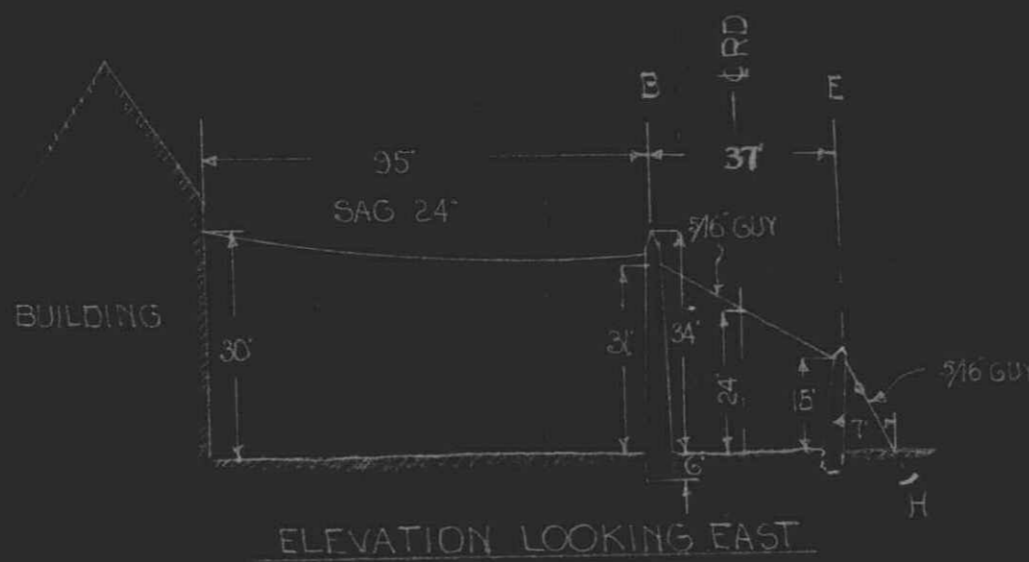 ℄ RD
B
E
95'
37'
SAG 24"
5/16" GUY
BUILDING
30'
31'
34'
24'
15'
7'
5/16" GUY
6'
H
ELEVATION LOOKING EAST